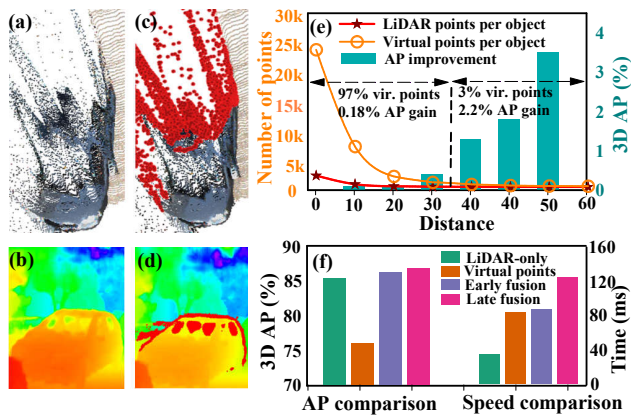 (a)
(c)
(b)
(d)
(e)
LiDAR points per object
Virtual points per object
AP improvement
97% vir. points
0.18% AP gain
3% vir. points
2.2% AP gain
Number of points
30k
25k
20k
15k
10k
5k
0
3D AP (%)
4
3
2
1
0
0 10 20 30 40 40 50 60
Distance
(f)
LiDAR-only
Virtual points
Early fusion
Late fusion
3D AP (%)
90
85
80
75
70
Time (ms)
160
120
80
40
0
AP comparison
Speed comparison